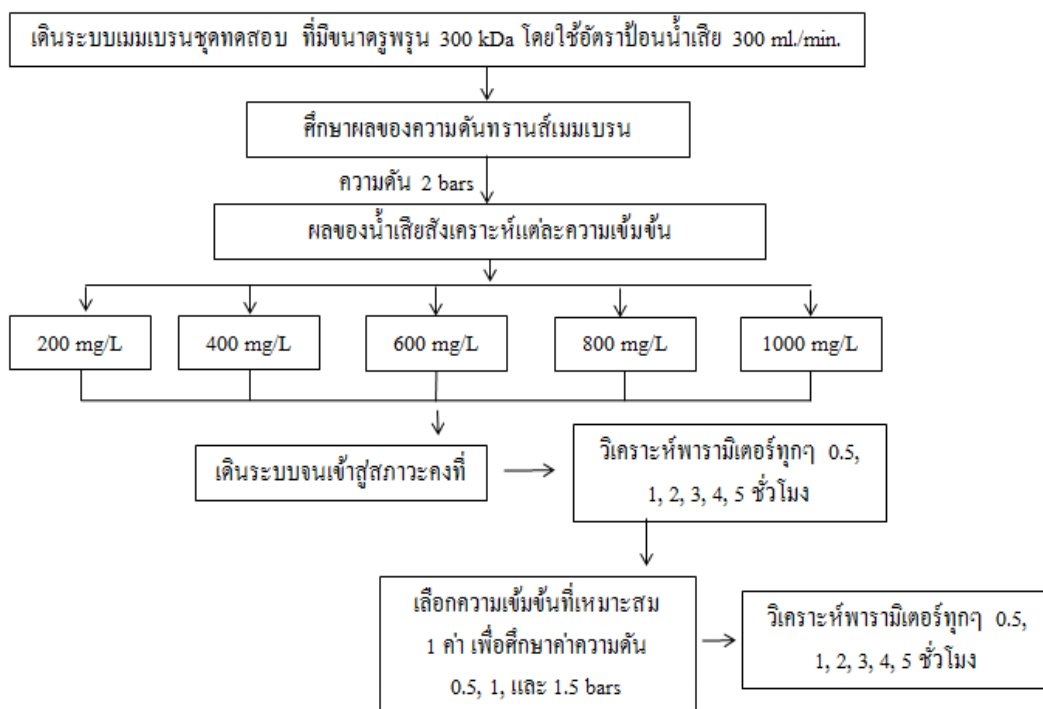 เดินระบบเมมเบรนชุดทดสอบ ที่มีขนาดรูพรุน 300 kDa โดยใช้อัตราป้อนน้ำเสีย 300 ml./min.
ศึกษาผลของความดันทรานส์เมมเบรน
ความดัน 2 bars
ผลของน้ำเสียสังเคราะห์แต่ละความเข้มข้น
200 mg/L
400 mg/L
600 mg/L
800 mg/L
1000 mg/L
เดินระบบจนเข้าสู่สภาวะคงที่
วิเคราะห์พารามิเตอร์ทุกๆ 0.5,
1, 2, 3, 4, 5 ชั่วโมง
เลือกความเข้มข้นที่เหมาะสม
1 ค่า เพื่อศึกษาค่าความดัน
0.5, 1, และ 1.5 bars
วิเคราะห์พารามิเตอร์ทุกๆ 0.5,
1, 2, 3, 4, 5 ชั่วโมง